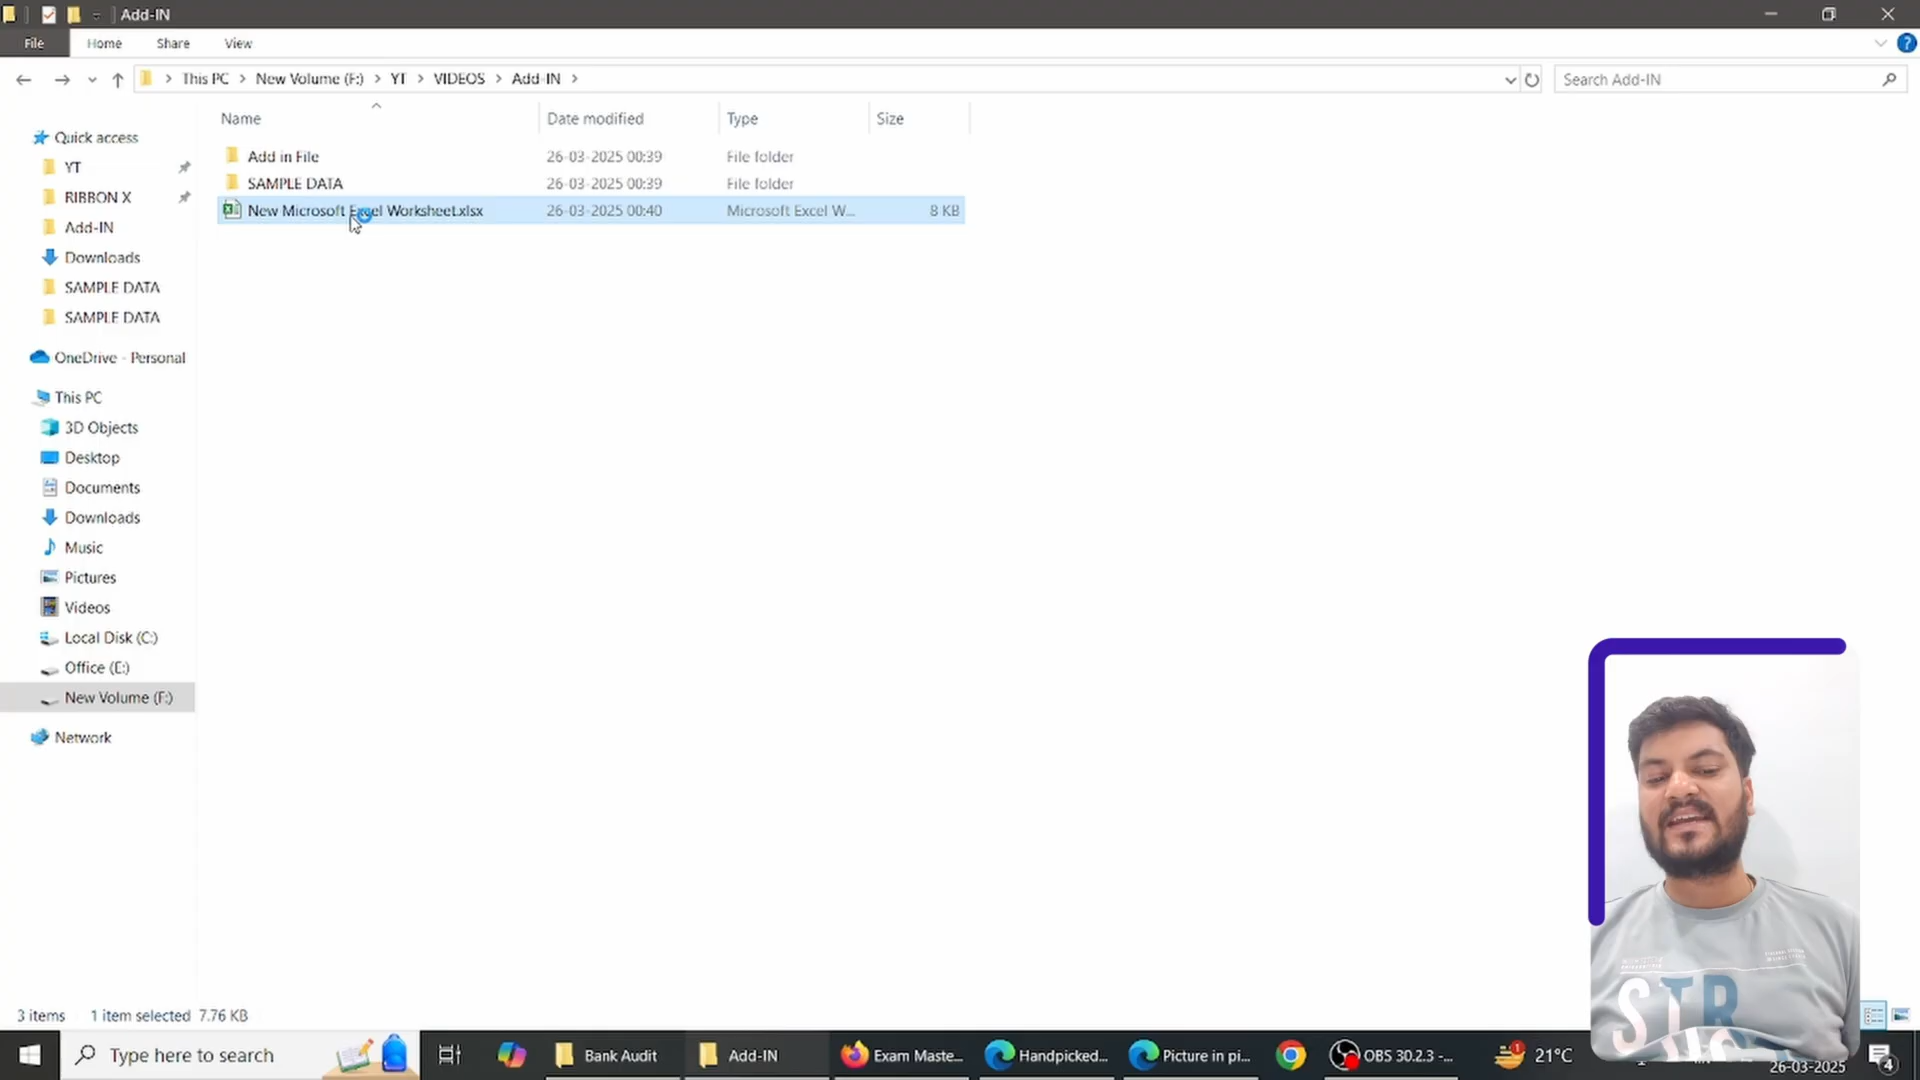 Add-IN
File Home Share View
This PC New Volume (F:) YT VIDEOS Add-IN
Search Add-IN
Name Date modified Type Size
Quick access
YT
RIBBON X
Add-IN
Downloads
SAMPLE DATA
SAMPLE DATA
OneDrive - Personal
This PC
3D Objects
Desktop
Documents
Downloads
Music
Pictures
Videos
Local Disk (C:)
Office (E:)
New Volume (F:)
Network
Add in File 26-03-2025 00:39 File folder
SAMPLE DATA 26-03-2025 00:39 File folder
New Microsoft Excel Worksheet.xlsx 26-03-2025 00:40 Microsoft Excel W... 8 KB
STR
3 items 1 item selected 7.76 KB
Type here to search
Bank Audit
Add-IN
Exam Maste...
Handpicked...
Picture in pi...
OBS 30.2.3 -...
1
21°C
26-03-2025
4